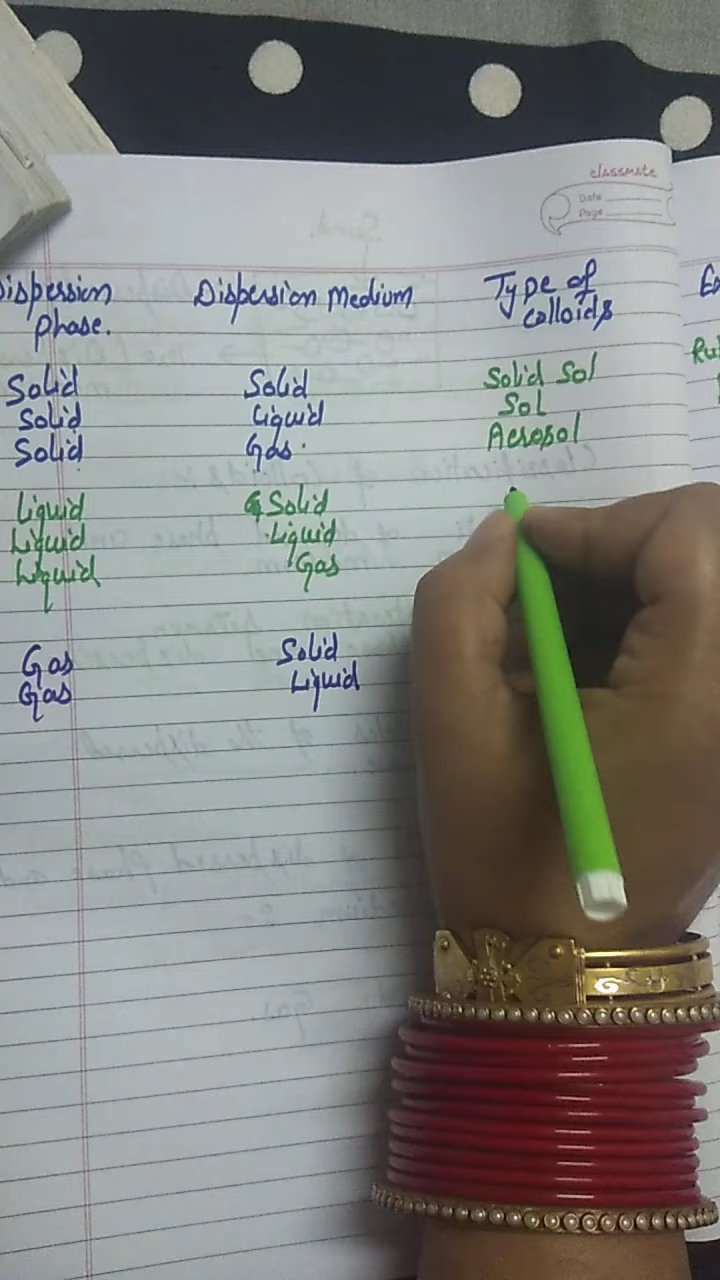 classmate
Date
Page
Dispersion Phase. Dispersion Medium Type of colloids
Solid Solid Solid Sol
Solid Liquid Sol
Solid Gas. Aerosol
Liquid Solid
Liquid Liquid
Liquid Gas
Gas Solid
Gas Liquid